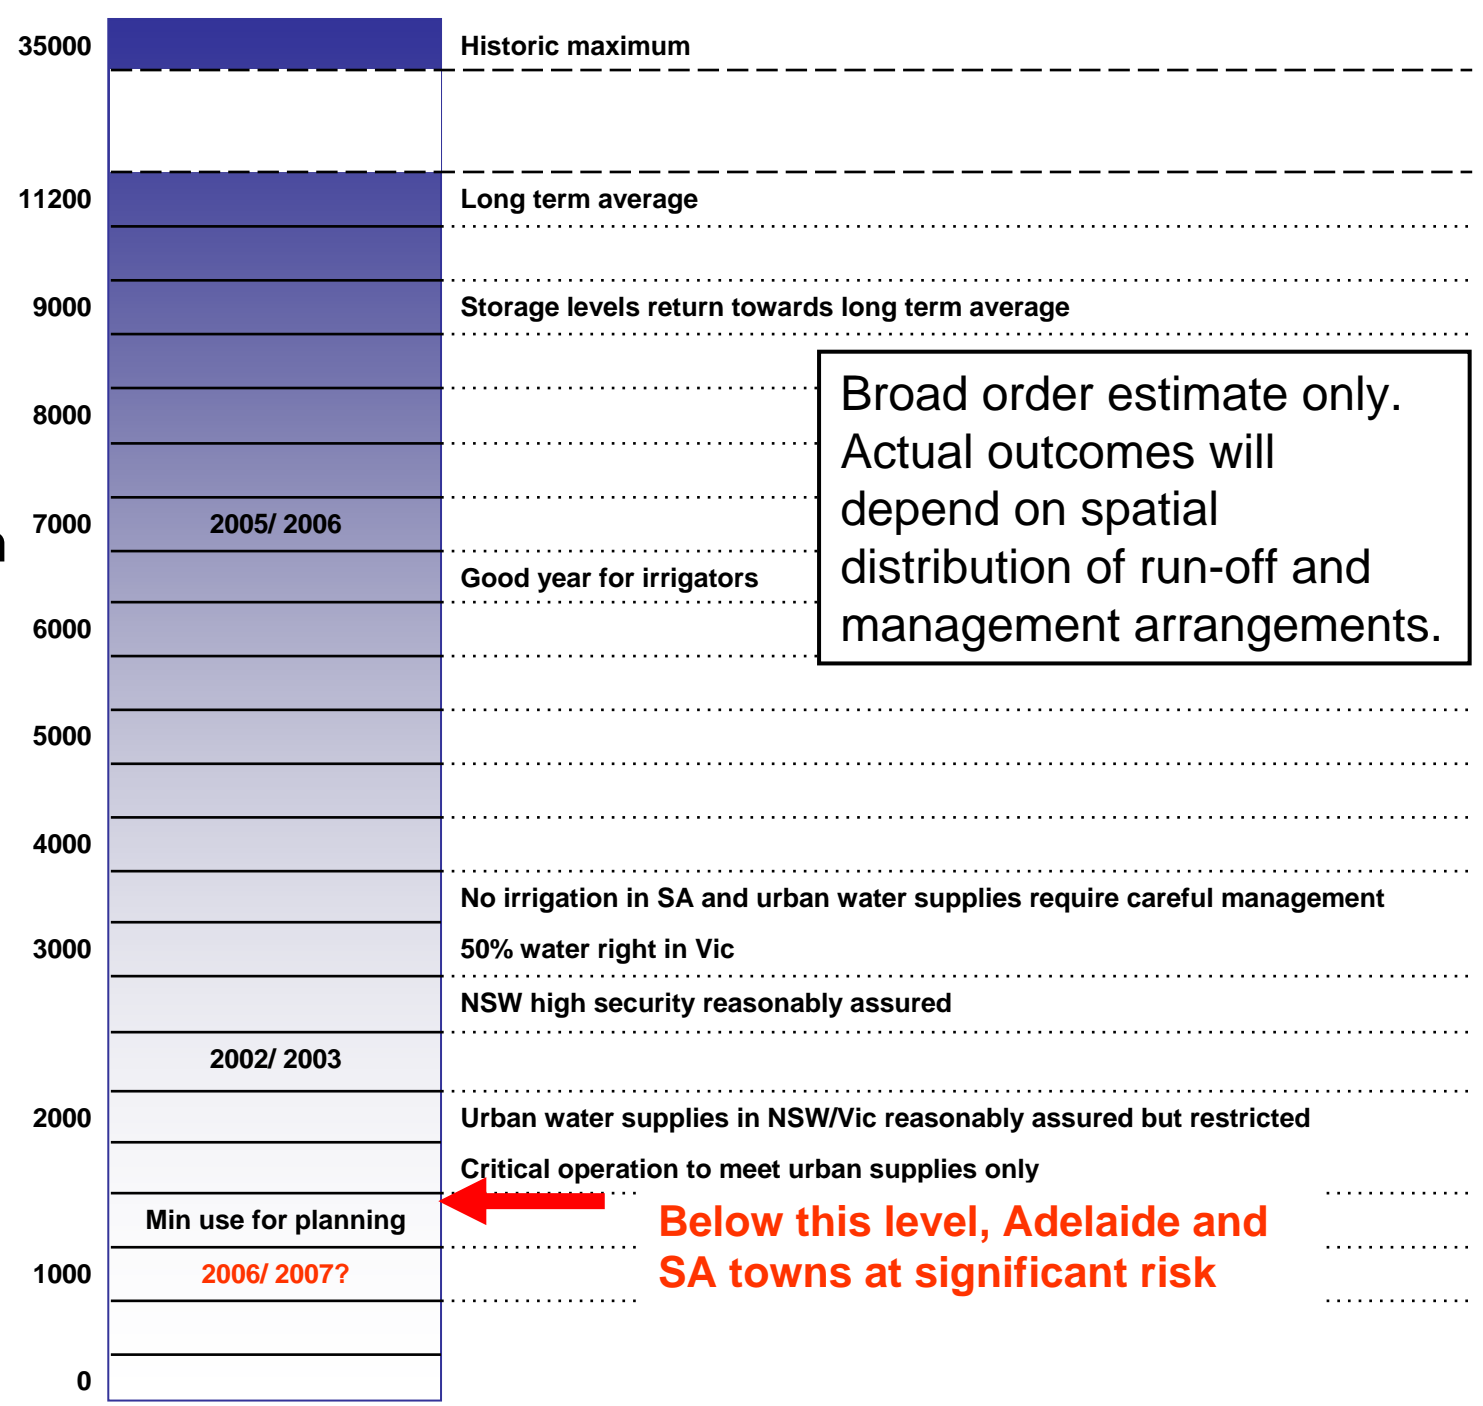 35000 Historic maximum
11200 Long term average
9000 Storage levels return towards long term average
Broad order estimate only.
Actual outcomes will
depend on spatial
distribution of run-off and
management arrangements.
8000
7000 2005/ 2006
Good year for irrigators
6000
5000
4000
No irrigation in SA and urban water supplies require careful management
3000 50% water right in Vic
NSW high security reasonably assured
2002/ 2003
2000 Urban water supplies in NSW/Vic reasonably assured but restricted
Critical operation to meet urban supplies only
Min use for planning
Below this level, Adelaide and
SA towns at significant risk
1000 2006/ 2007?
0